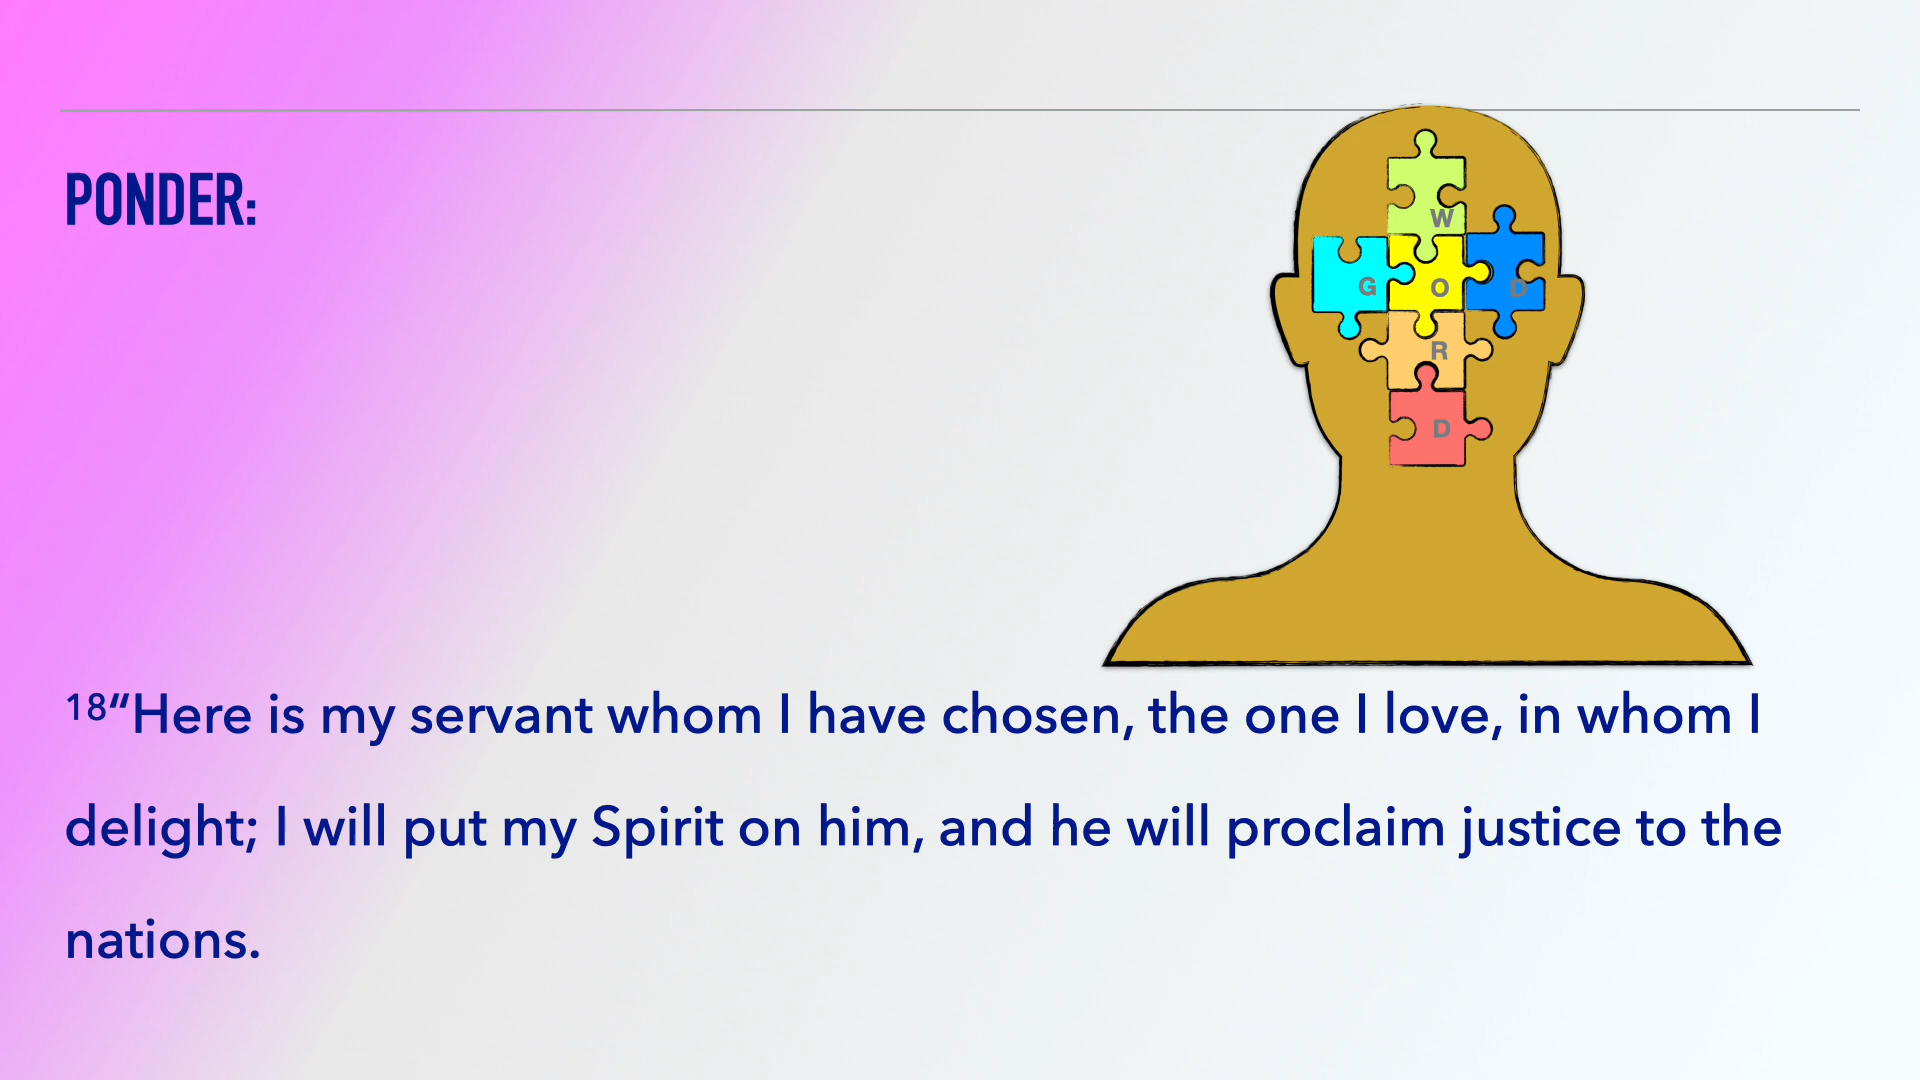 PONDER:
W
G O D
R
D
18“Here is my servant whom I have chosen, the one I love, in whom I
delight; I will put my Spirit on him, and he will proclaim justice to the
nations.